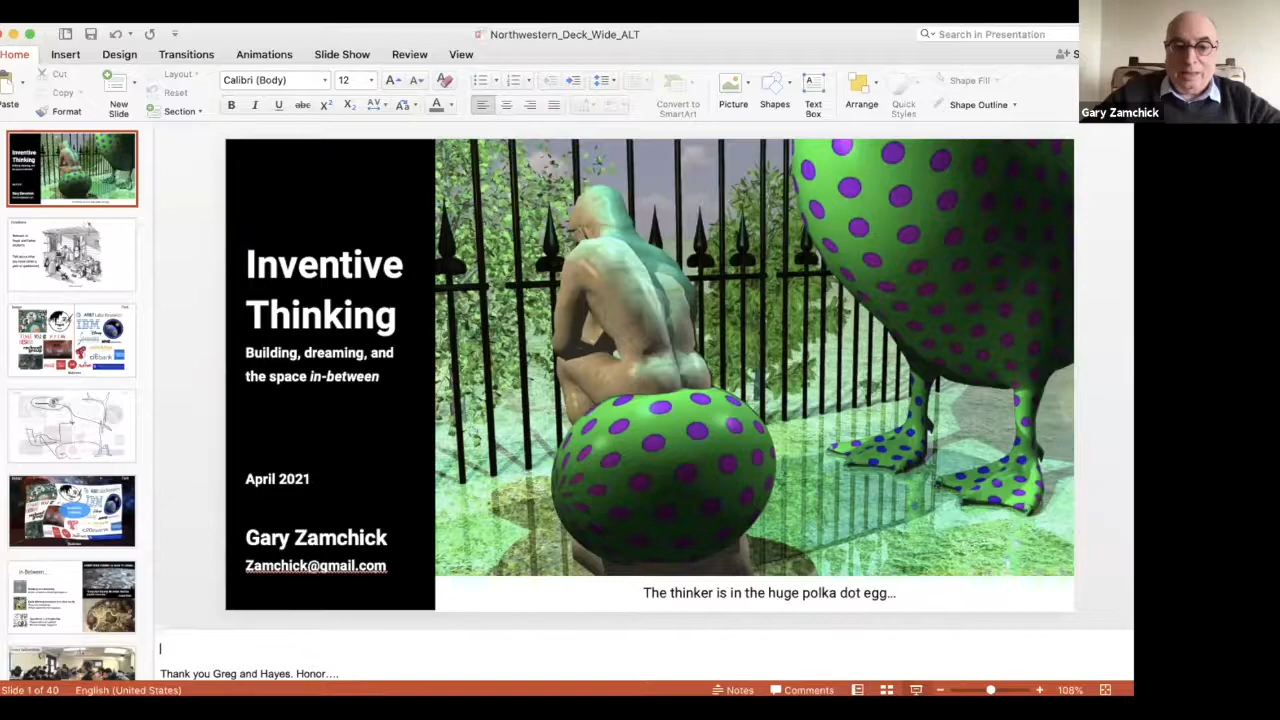 Northwestern_Deck_Wide_ALT
Search in Presentation
Home Insert Design Transitions Animations Slide Show Review View
Cut
Copy
Format
New
Slide
Layout
Reset
Section
Calibri (Body) 12
B I U abc X² X₂ AV
Convert to
SmartArt
Picture
Shapes
Text
Box
Arrange
Quick
Styles
Shape Fill
Shape Outline
Gary Zamchick
Inventive
Thinking
Building, dreaming, and
the space in-between
April 2021
Gary Zamchick
Zamchick@gmail.com
The thinker is in the huge polka dot egg...
Thank you Greg and Hayes. Honor....
Slide 1 of 40 English (United States) Notes Comments 108%